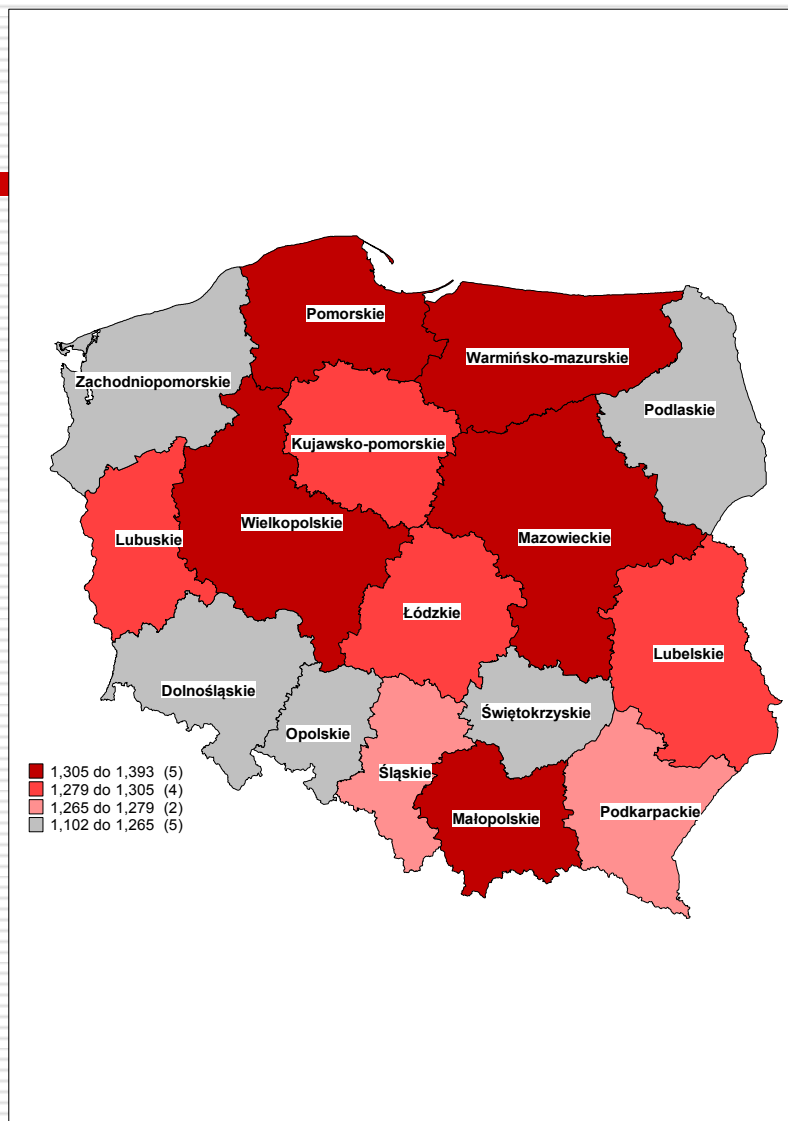 Pomorskie
Warmińsko-mazurskie
Zachodniopomorskie
Podlaskie
Kujawsko-pomorskie
Wielkopolskie
Mazowieckie
Lubuskie
Łódzkie
Lubelskie
Dolnośląskie
Świętokrzyskie
Opolskie
Śląskie
Podkarpackie
Małopolskie
1,305 do 1,393 (5)
1,279 do 1,305 (4)
1,265 do 1,279 (2)
1,102 do 1,265 (5)